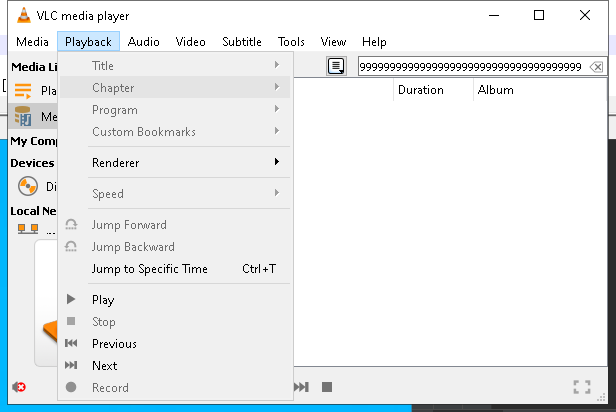 VLC media player
Media Playback Audio Video Subtitle Tools View Help
Media Li
Pla
Me
My Comp
Devices
Di
Local Ne
...
Title
Chapter
Program
Custom Bookmarks
Renderer
Speed
Jump Forward
Jump Backward
Jump to Specific Time Ctrl+T
Play
Stop
Previous
Next
Record
Duration Album